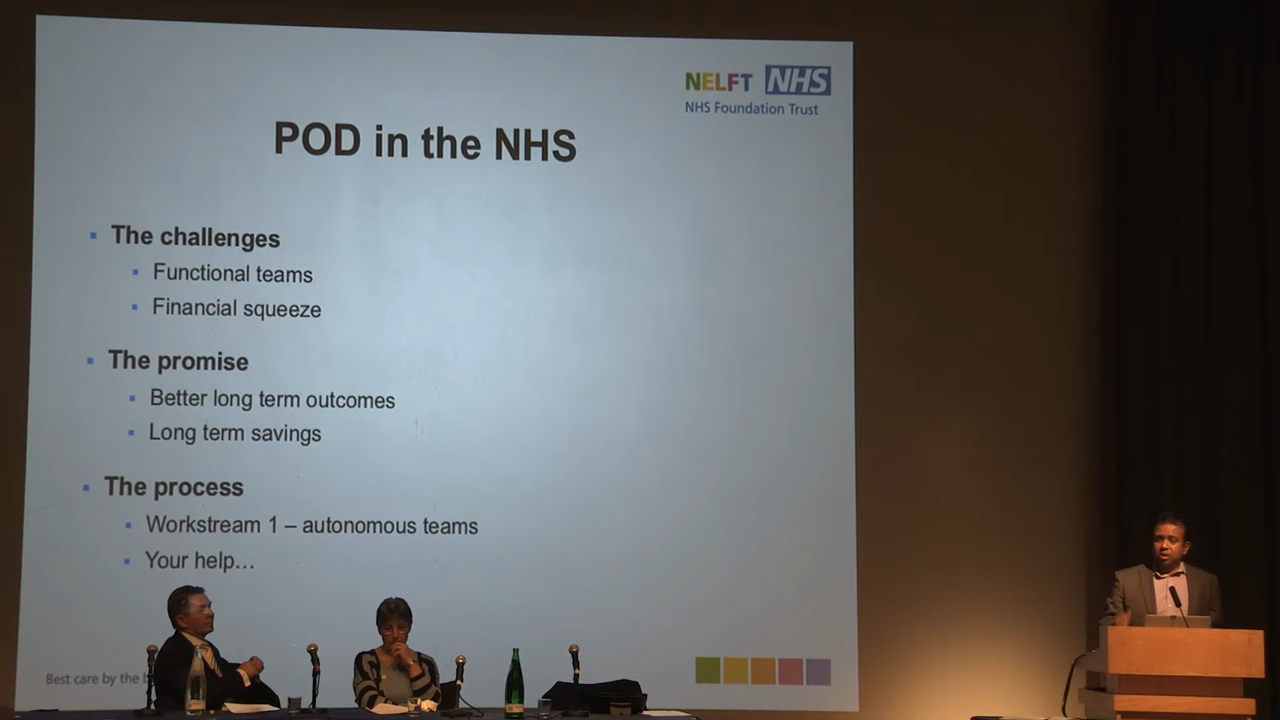 NELFT NHS
NHS Foundation Trust
POD in the NHS
The challenges
Functional teams
Financial squeeze
The promise
Better long term outcomes
Long term savings
The process
Workstream 1 – autonomous teams
Your help…
Best care by the